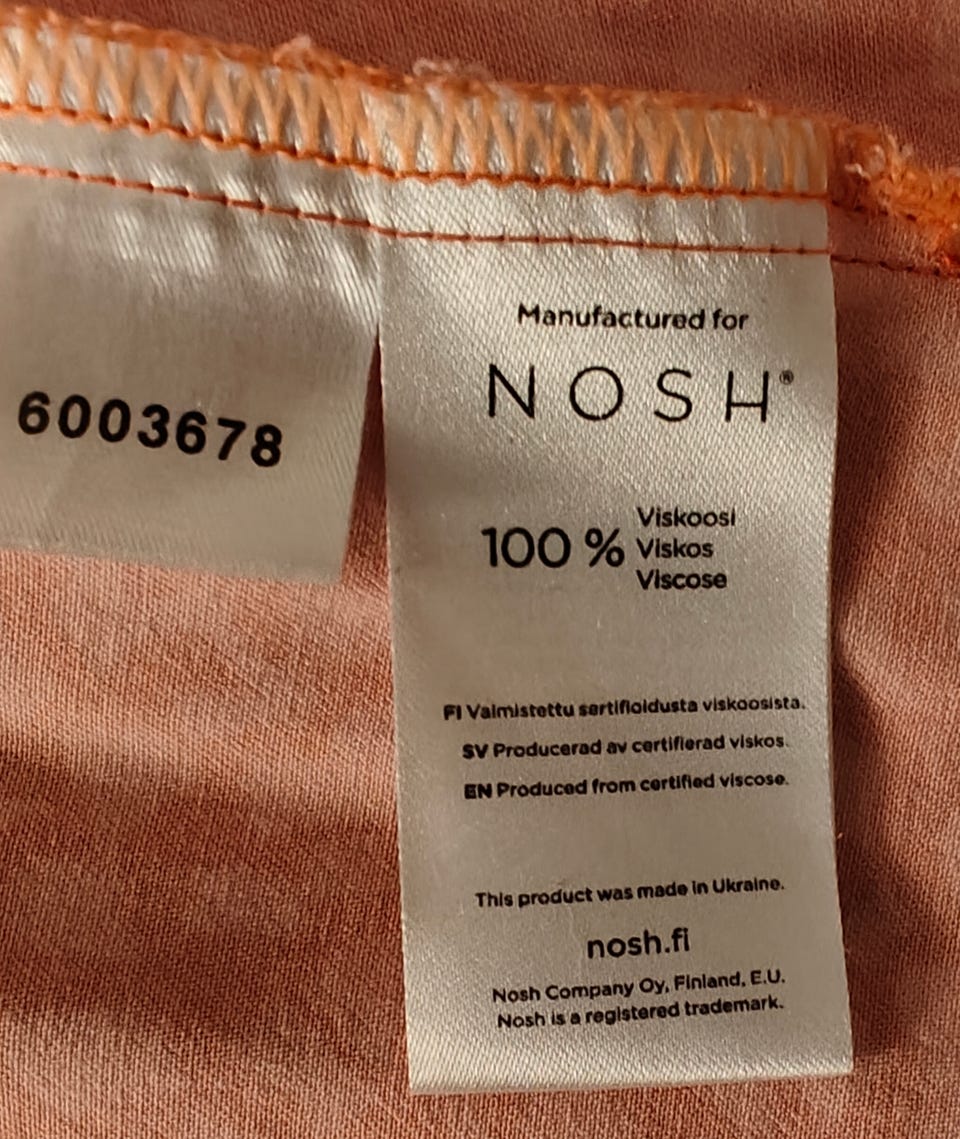 6003678
Manufactured for
NOSH®
100 %
Viskoosi
Viskos
Viscose
FI Valmistettu sertifioidusta viskoosista.
SV Producerad av certifierad viskos.
EN Produced from certified viscose.
This product was made in Ukraine.
nosh.fi
Nosh Company Oy, Finland, E.U.
Nosh is a registered trademark.